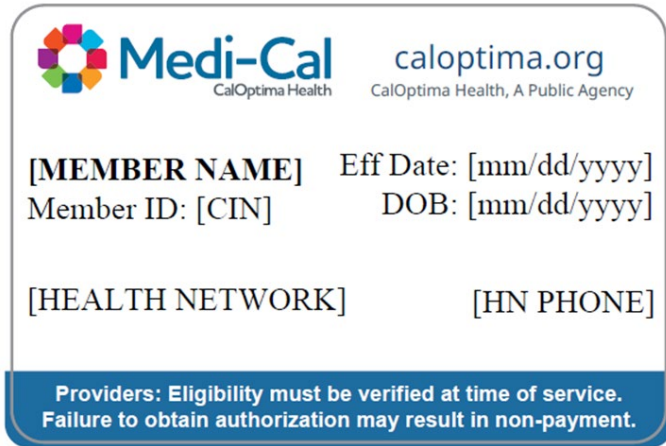 Medi-Cal
CalOptima Health
caloptima.org
CalOptima Health, A Public Agency
[MEMBER NAME]
Eff Date: [mm/dd/yyyy]
Member ID: [CIN]
DOB: [mm/dd/yyyy]
[HEALTH NETWORK]
[HN PHONE]
Providers: Eligibility must be verified at time of service.
Failure to obtain authorization may result in non-payment.